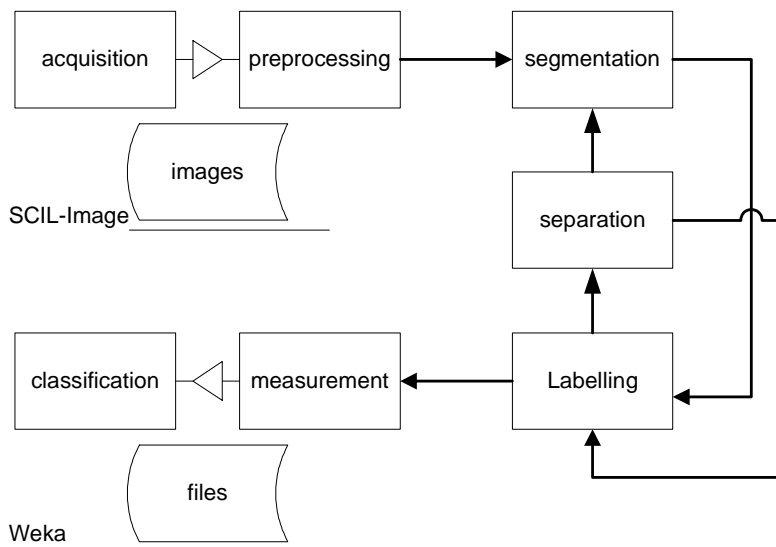 acquisition
preprocessing
segmentation
images
SCIL-Image
separation
classification
measurement
Labelling
files
Weka